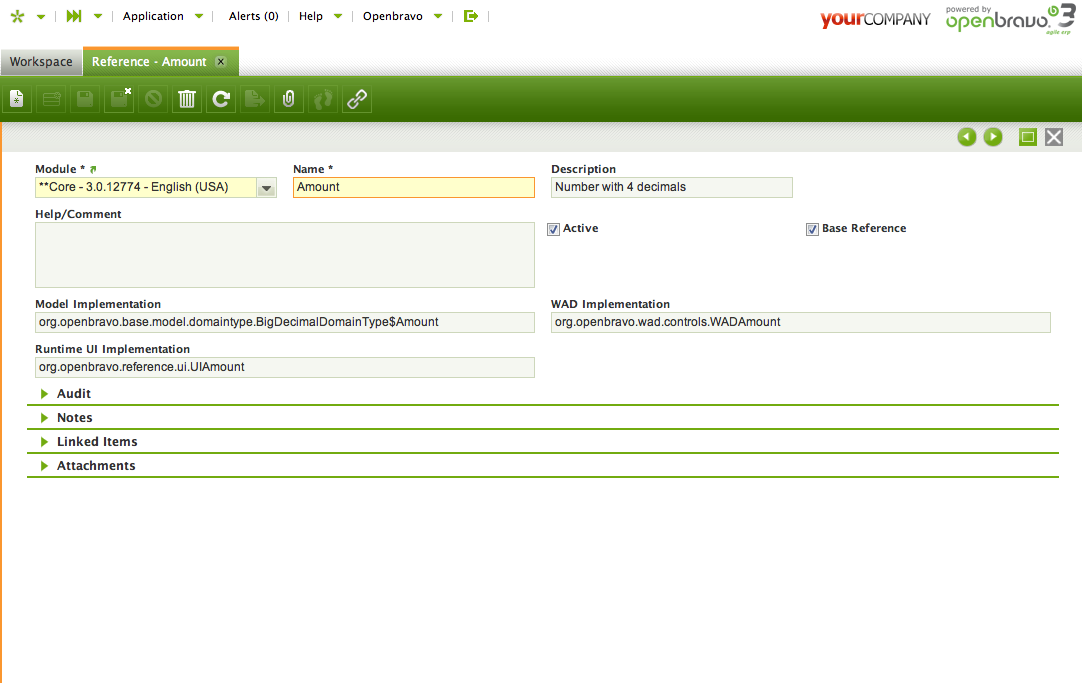 Application Alerts (0) Help Openbravo
yourCOMPANY
powered by
openbravo 3
agile erp
Workspace Reference - Amount
Module * Name * Description
**Core - 3.0.12774 - English (USA) Amount Number with 4 decimals
Help/Comment
Active Base Reference
Model Implementation WAD Implementation
org.openbravo.base.model.domaintype.BigDecimalDomainType$Amount org.openbravo.wad.controls.WADAmount
Runtime UI Implementation
org.openbravo.reference.ui.UIAmount
Audit
Notes
Linked Items
Attachments